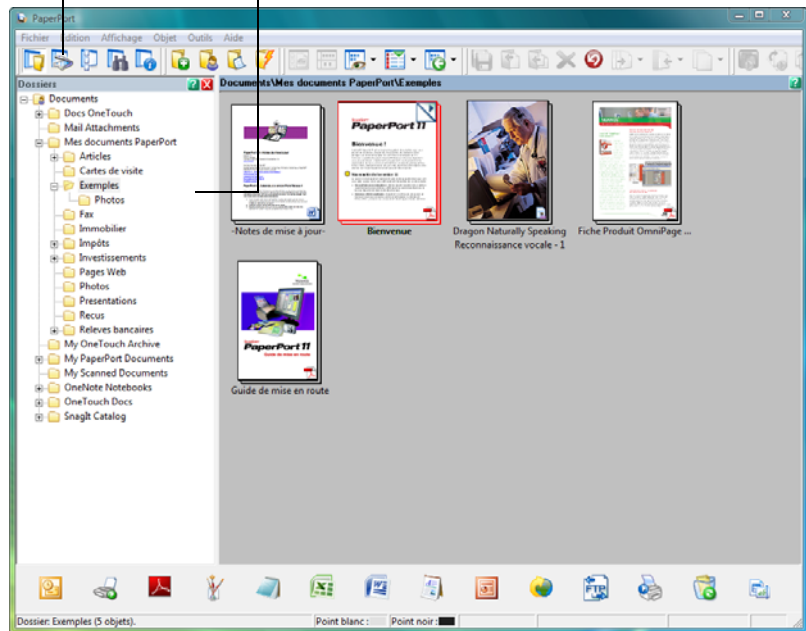 PaperPort
Fichier Edition Affichage Objet Outils Aide
Dossiers
Documents\Mes documents PaperPort\Exemples
Documents
Docs OneTouch
Mail Attachments
Mes documents PaperPort
Articles
Cartes de visite
Exemples
Photos
Fax
Immobilier
Impôts
Investissements
Pages Web
Photos
Presentations
Recus
Releves bancaires
My OneTouch Archive
My PaperPort Documents
My Scanned Documents
OneNote Notebooks
OneTouch Docs
SnagIt Catalog
PaperPort 11
Bienvenue !
-Notes de mise à jour-
Bienvenue
Dragon Naturally Speaking
Reconnaissance vocale - 1
Fiche Produit OmniPage ...
PaperPort 11
Guide de mise en route
Guide de mise en route
FTP
Dossier: Exemples (5 objets).
Point blanc :
Point noir :